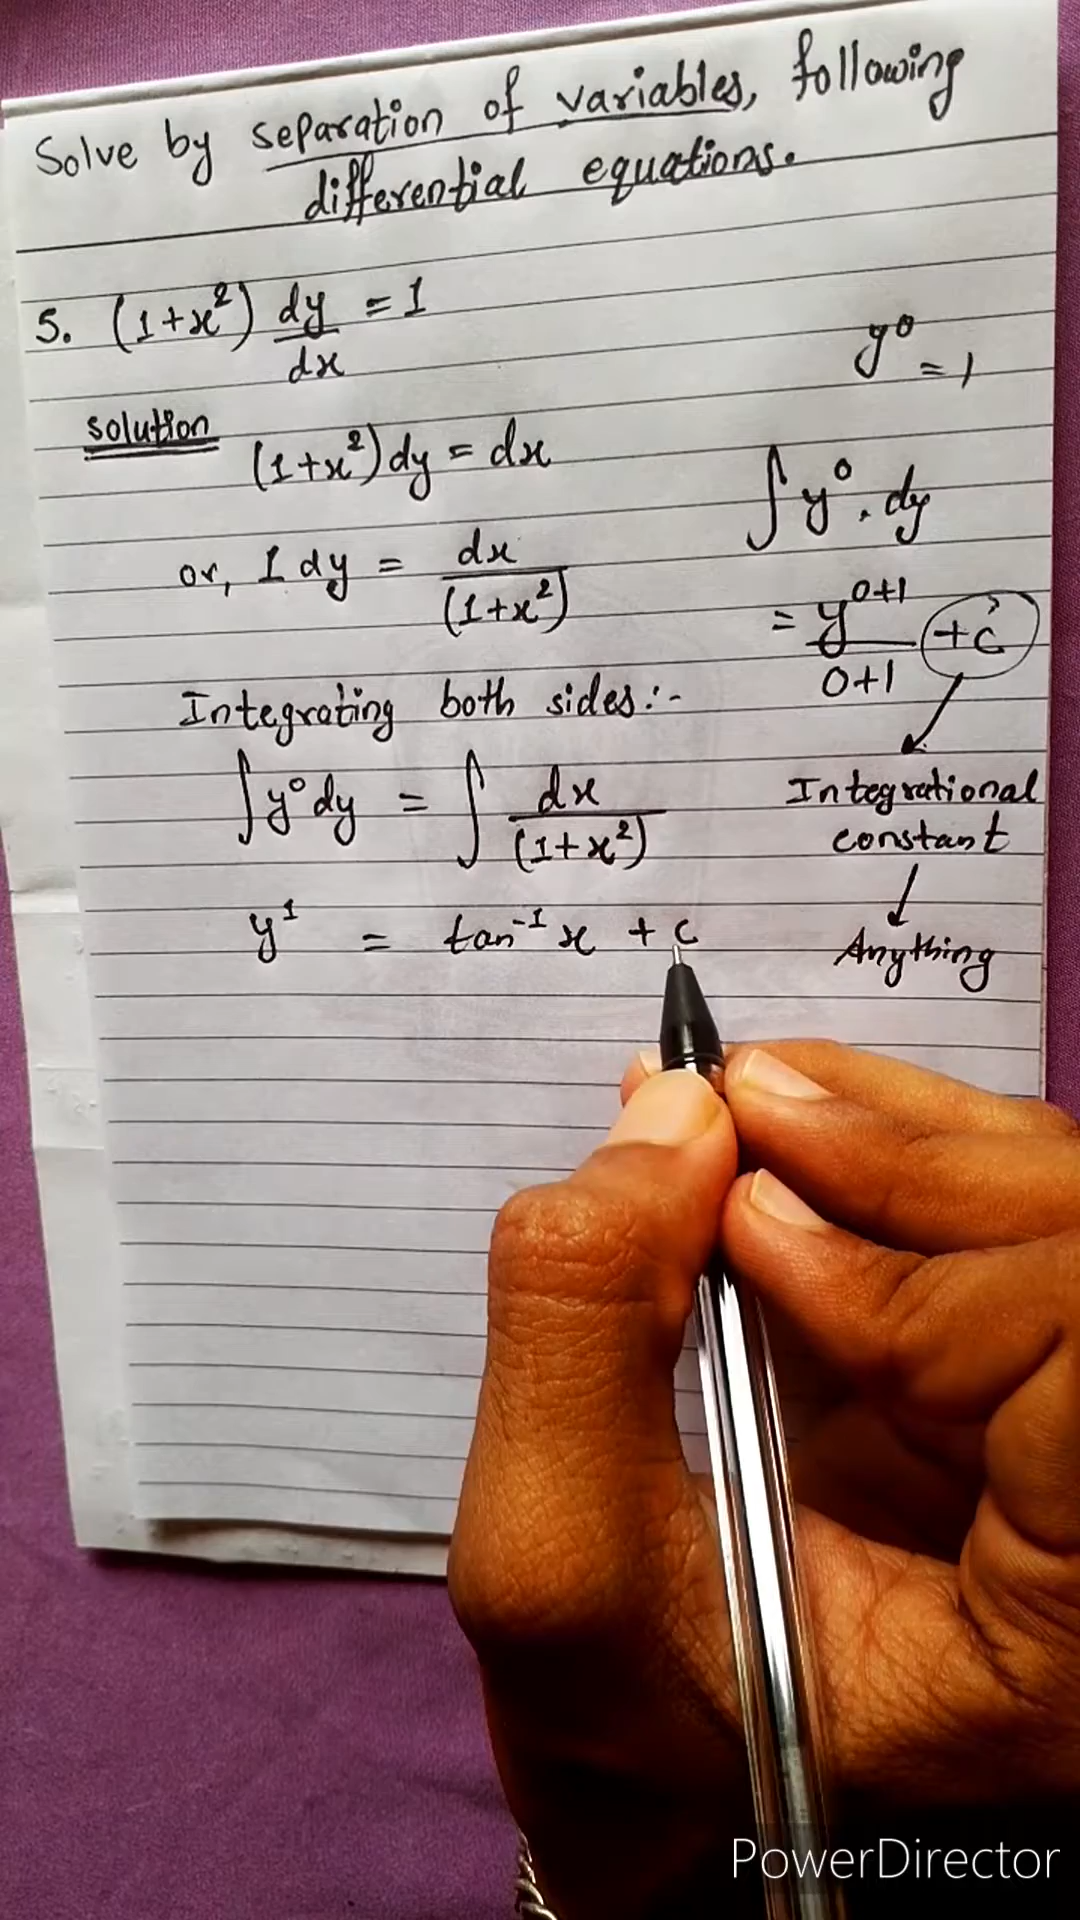 Solve by separation of variables, following
differential equations.
5. (1+x²) dy/dx = 1
solution
(1+x²)dy = dx
or, 1 dy = dx/(1+x²)
Integrating both sides:-
∫y⁰dy = ∫dx/(1+x²)
y¹ = tan⁻¹ x + c
y⁰ = 1
∫y⁰.dy
= y⁰⁺¹/0+1 + c
Integrational
constant
Anything
PowerDirector